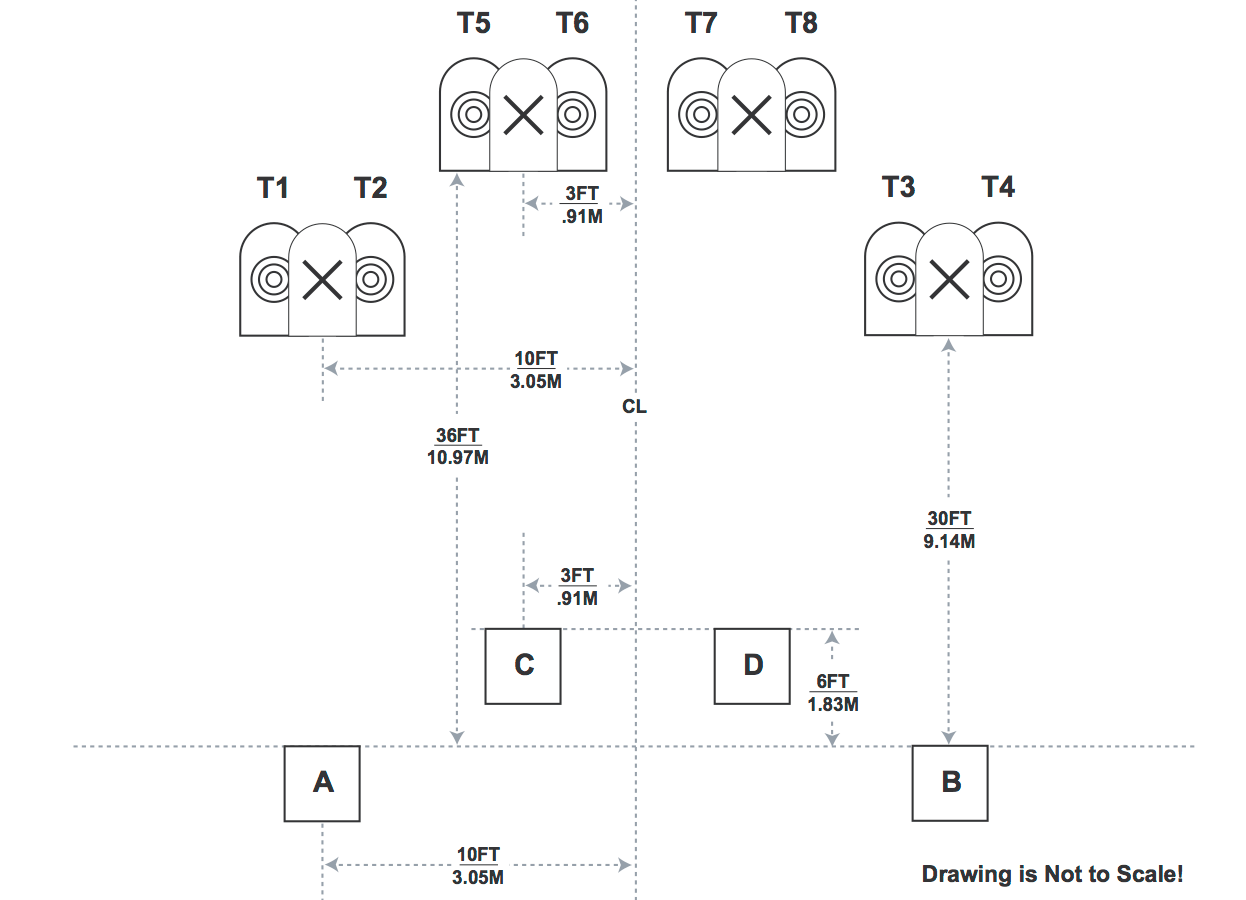 T5 T6 T7 T8
3FT
.91M
T1 T2 T3 T4
10FT
3.05M
CL
36FT
10.97M
30FT
9.14M
3FT
.91M
C D
6FT
1.83M
A B
10FT
3.05M
Drawing is Not to Scale!